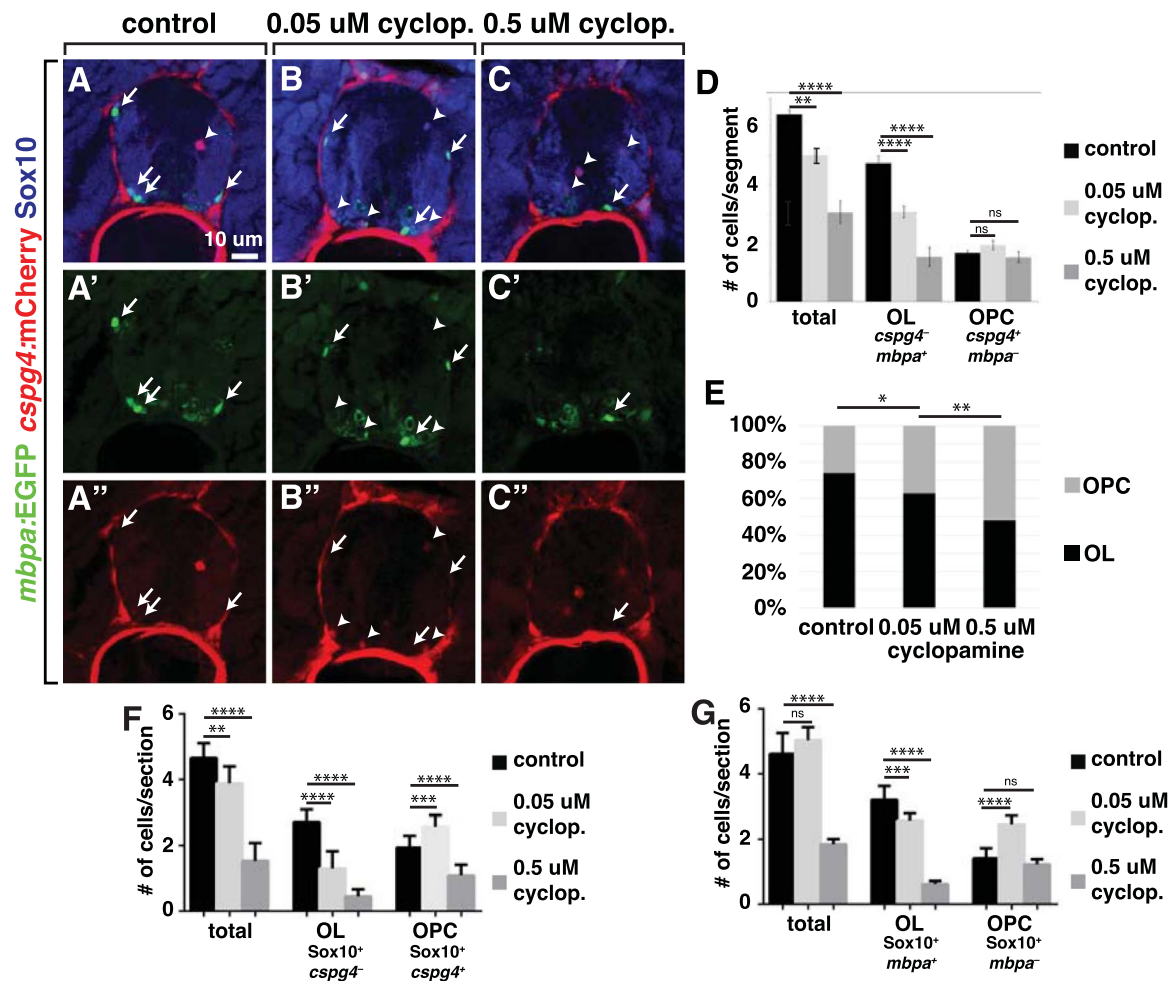 control 0.05 uM cyclop. 0.5 uM cyclop.
mbpa:EGFP cspg4:mCherry Sox10
A
10 um
B
C
A’
B’
C’
A”
B”
C”
D
# of cells/segment
6
4
2
0
****
**
****
****
ns
ns
total
OL
cspg4⁻
mbpa⁺
OPC
cspg4⁺
mbpa⁻
control
0.05 uM
cyclop.
0.5 uM
cyclop.
E
* **
100%
80%
60%
40%
20%
0%
control 0.05 uM 0.5 uM
cyclopamine
OPC
OL
F
# of cells/section
6
4
2
0
****
**
****
****
****
***
total
OL
Sox10⁺
cspg4⁻
OPC
Sox10⁺
cspg4⁺
control
0.05 uM
cyclop.
0.5 uM
cyclop.
G
# of cells/section
6
4
2
0
****
ns
****
***
ns
****
total
OL
Sox10⁺
mbpa⁺
OPC
Sox10⁺
mbpa⁻
control
0.05 uM
cyclop.
0.5 uM
cyclop.